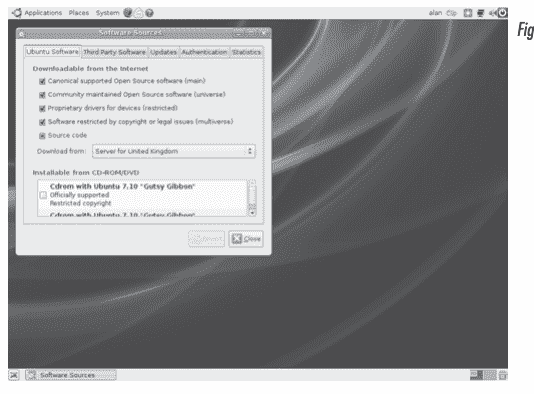 Applications Places System
alan
Software Sources
Ubuntu Software Third Party Software Updates Authentication Statistics
Downloadable from the Internet
Canonical supported Open Source software (main)
Community maintained Open Source software (universe)
Proprietary drivers for devices (restricted)
Software restricted by copyright or legal issues (multiverse)
Source code
Download from: Server for United Kingdom
Installable from CD-ROM/DVD
Cdrom with Ubuntu 7.10 "Gutsy Gibbon"
Officially supported
Restricted copyright
Cdrom with Ubuntu 7.10 "Gutsy Gibbon"
Revert Close
Software Sources
Fig